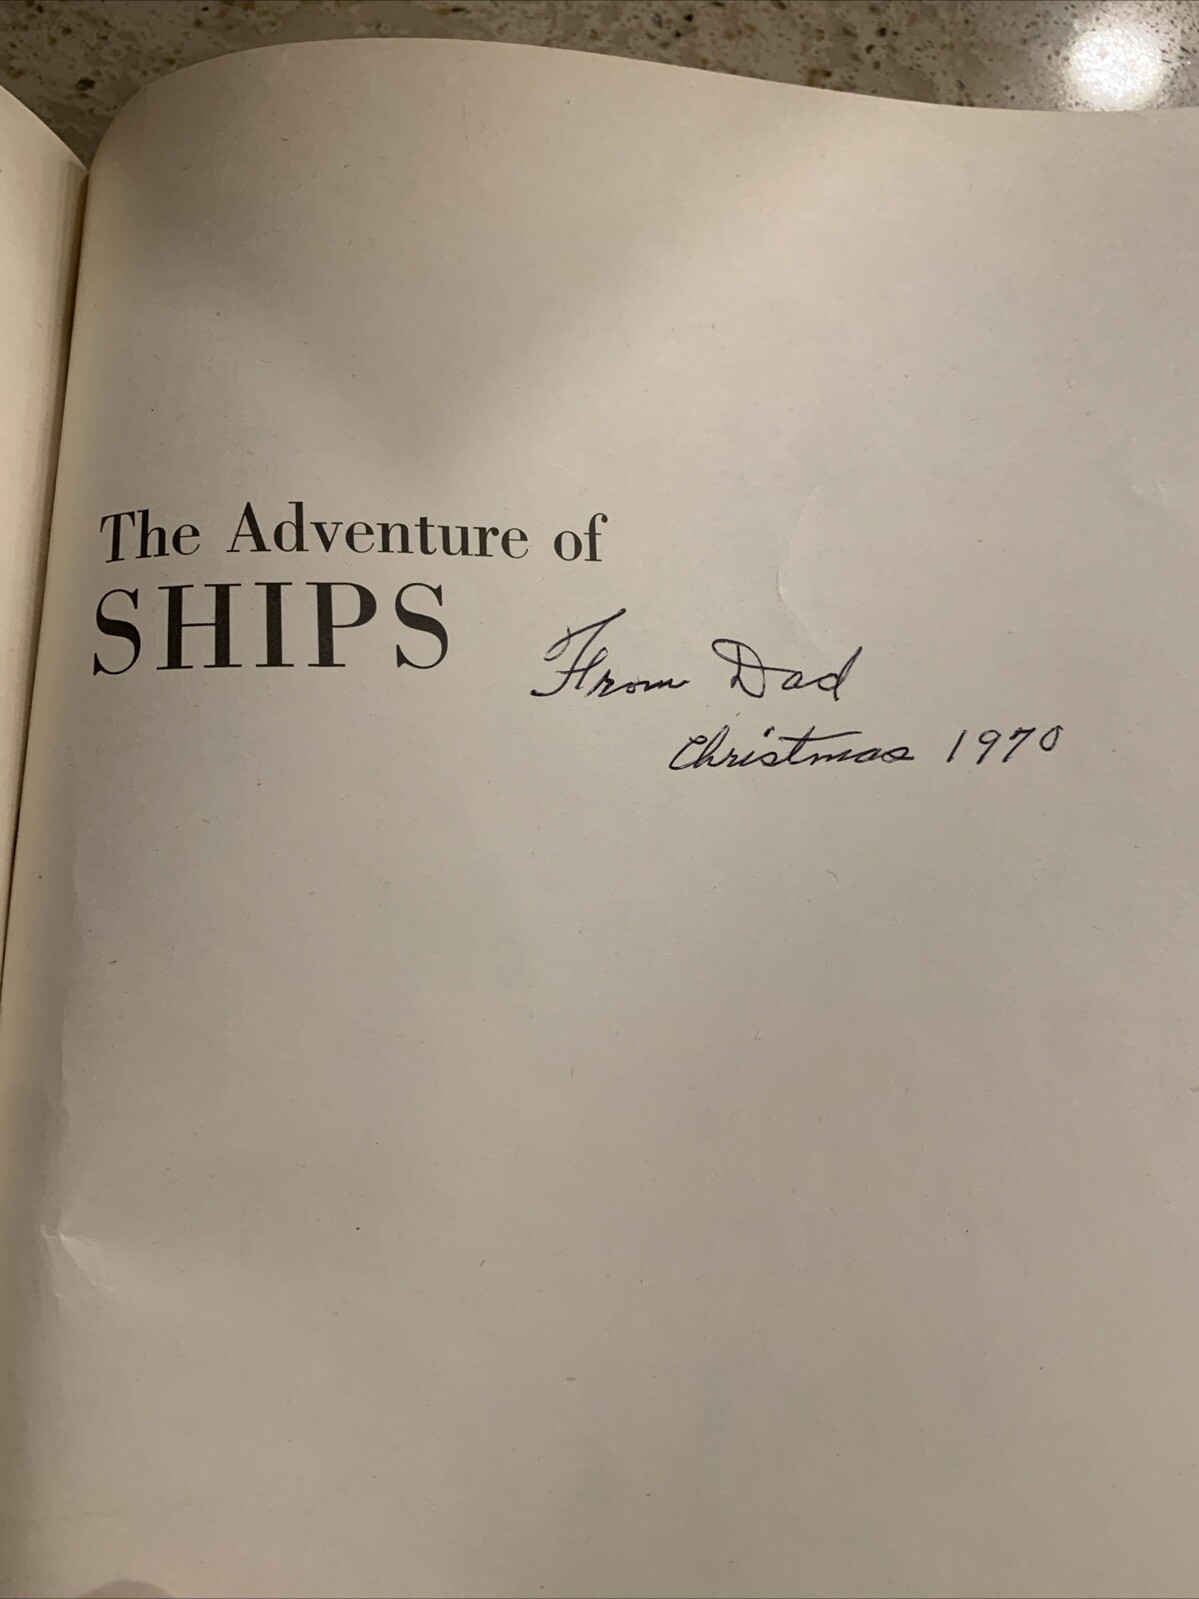 The Adventure of
SHIPS
From Dad
Christmas 1970